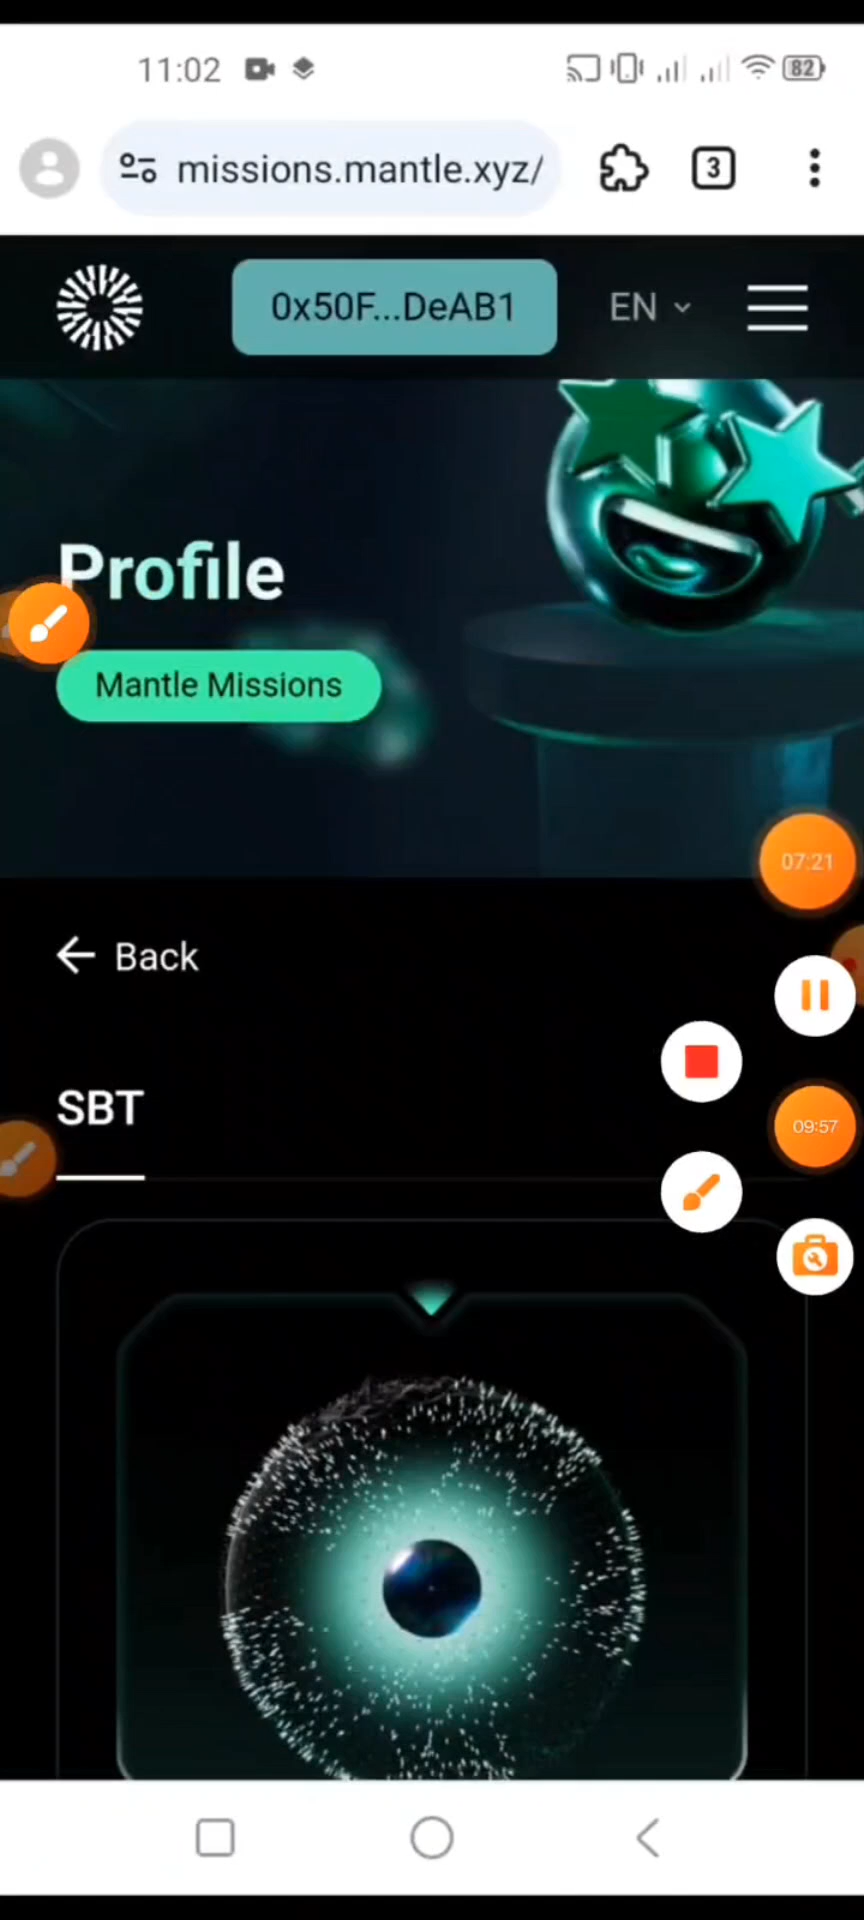 11:02
82
missions.mantle.xyz/
3
0x50F...DeAB1
EN
Profile
Mantle Missions
07:21
Back
SBT
09:57